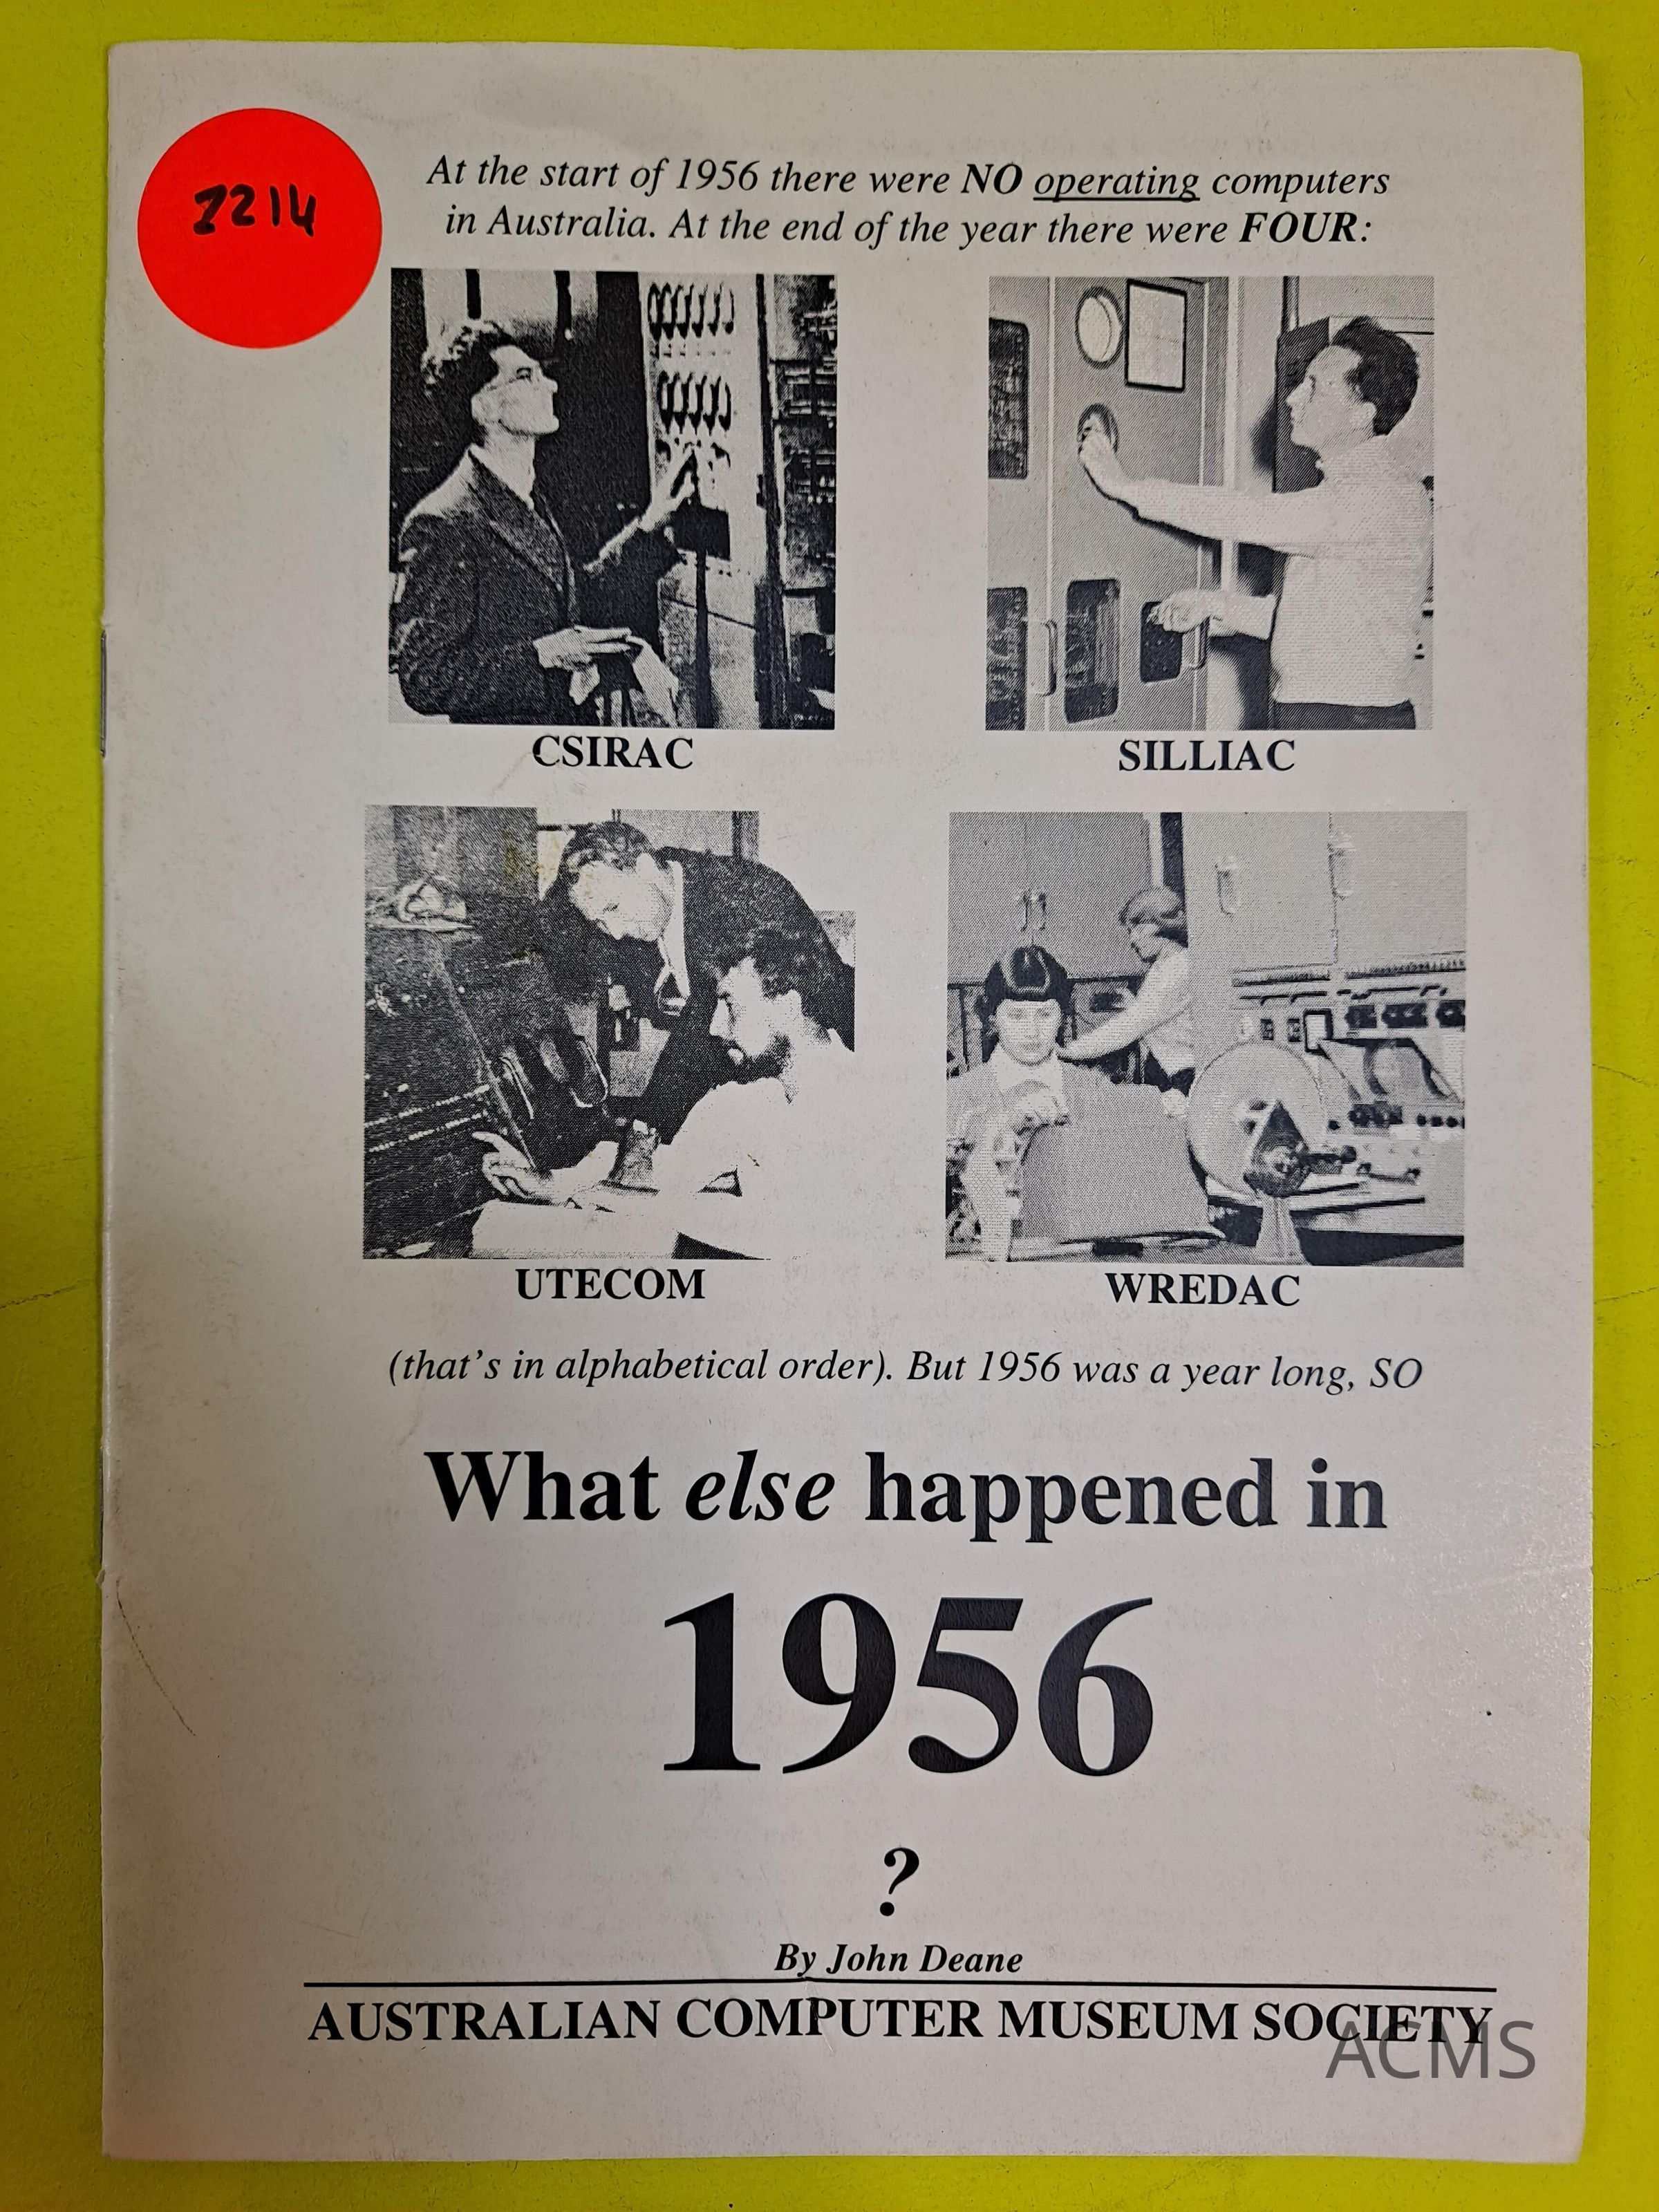 7214
At the start of 1956 there were NO operating computers
in Australia. At the end of the year there were FOUR:
CSIRAC
SILLIAC
UTECOM
WREDAC
(that's in alphabetical order). But 1956 was a year long, SO
What else happened in
1956
?
By John Deane
AUSTRALIAN COMPUTER MUSEUM SOCIETY
ACMS